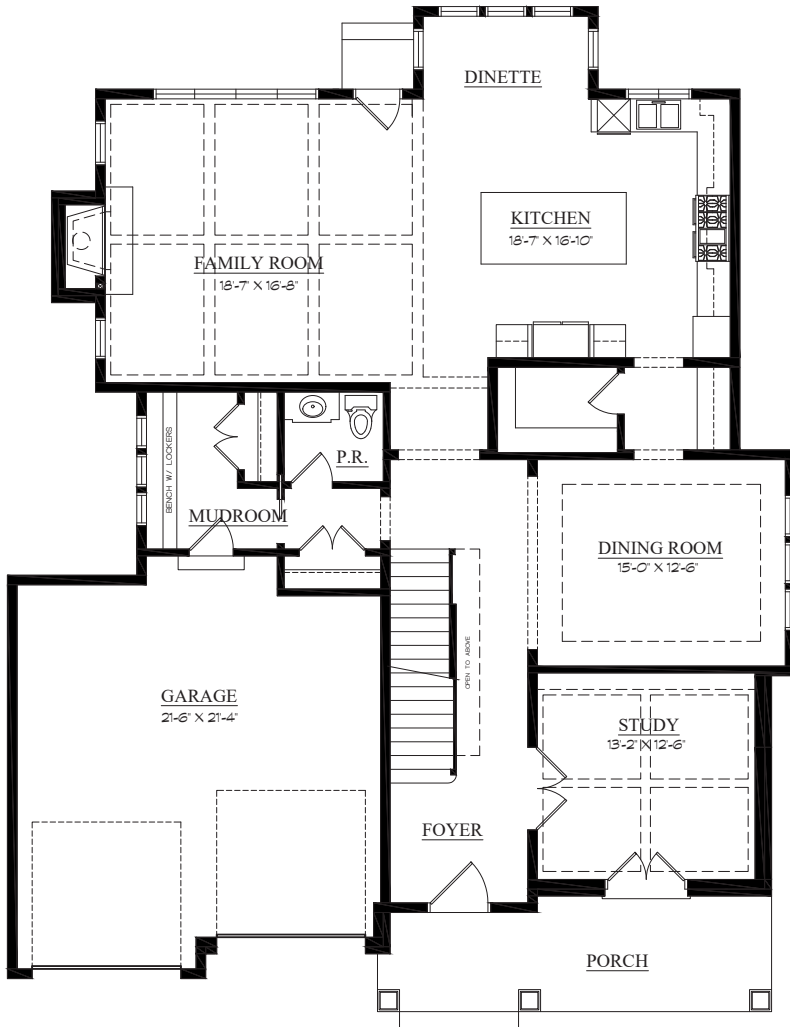 DINETTE
KITCHEN
18'-7" X 16'-10"
FAMILY ROOM
18'-7" X 16'-8"
BENCH W/ LOCKERS
P.R.
MUDROOM
DINING ROOM
15'-0" X 12'-6"
OPEN TO ABOVE
GARAGE
21'-6" X 21'-4"
STUDY
13'-2" X 12'-6"
FOYER
PORCH